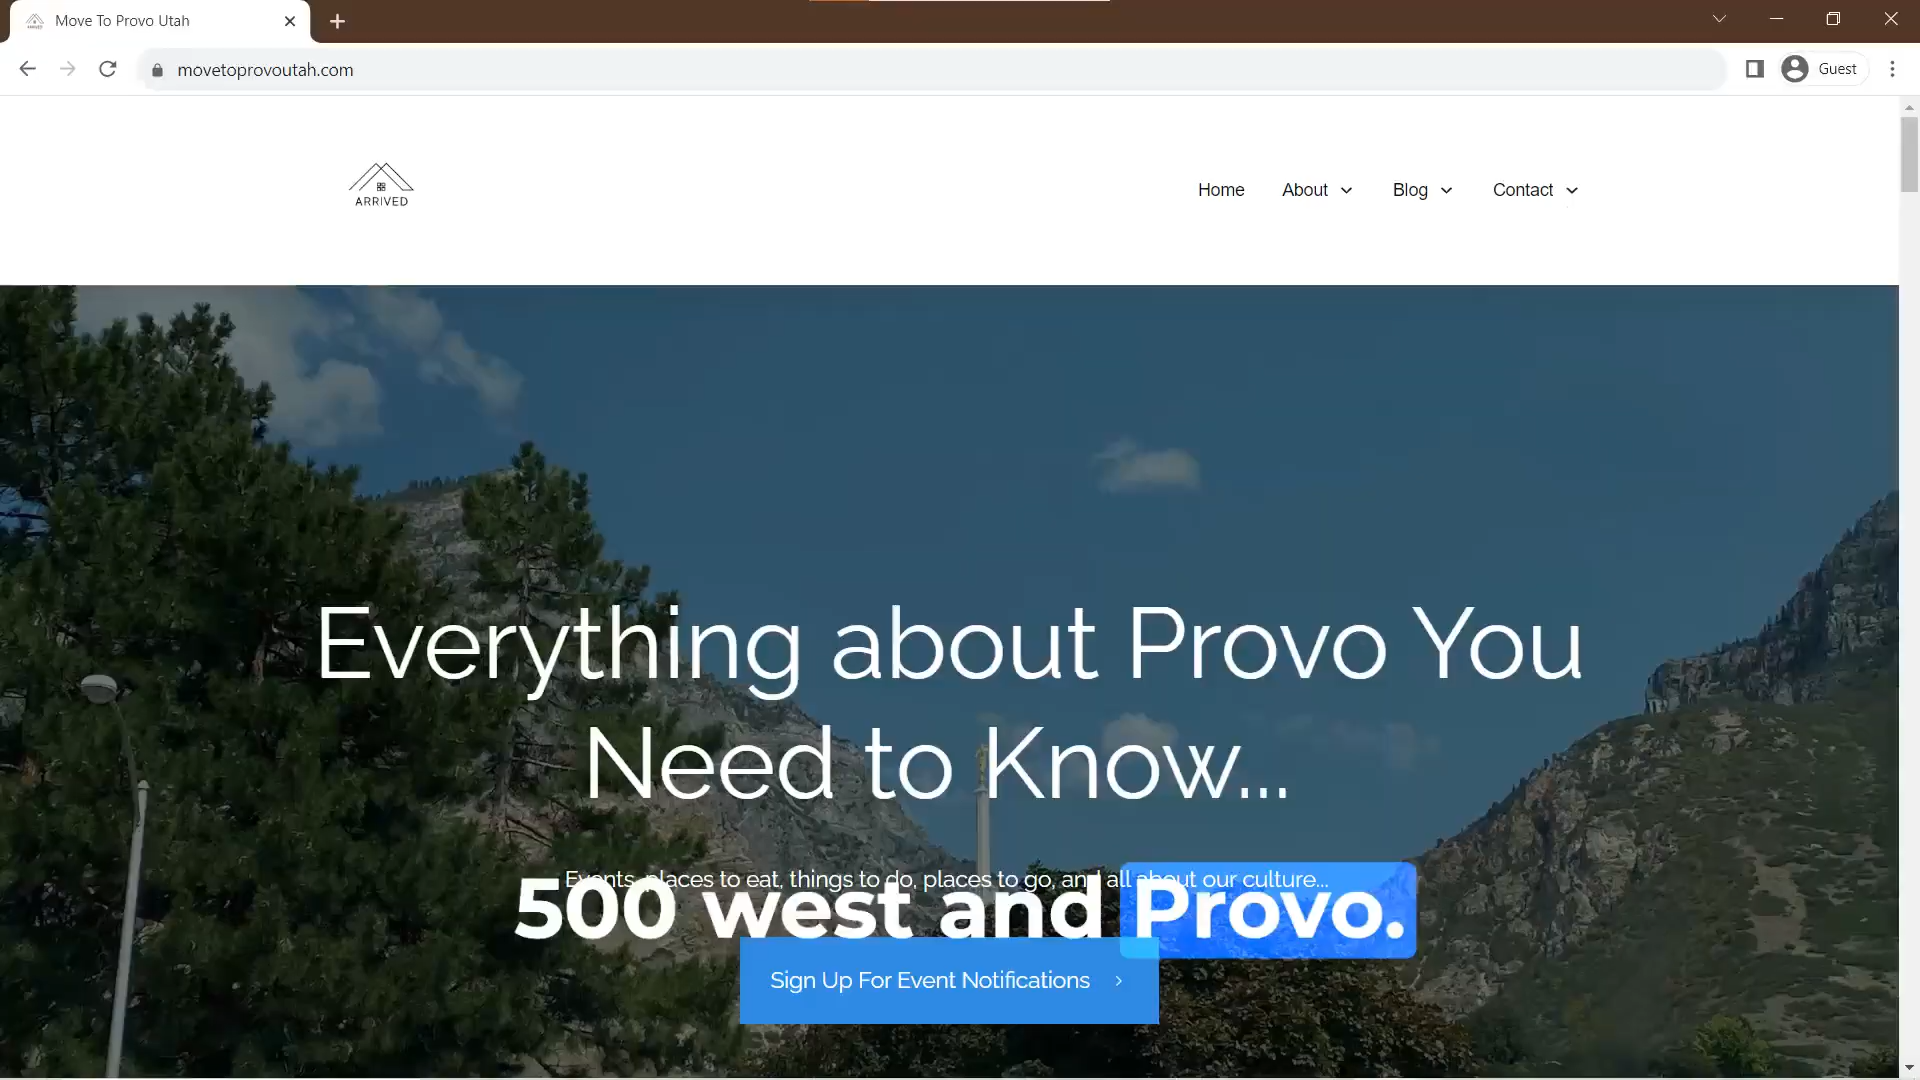 Move To Provo Utah
movetoprovoutah.com
Guest
ARRIVED
Home
About
Blog
Contact
Everything about Provo You
Need to Know...
Events, places to eat, things to do, places to go, and all about our culture...
500 west and Provo.
Sign Up For Event Notifications